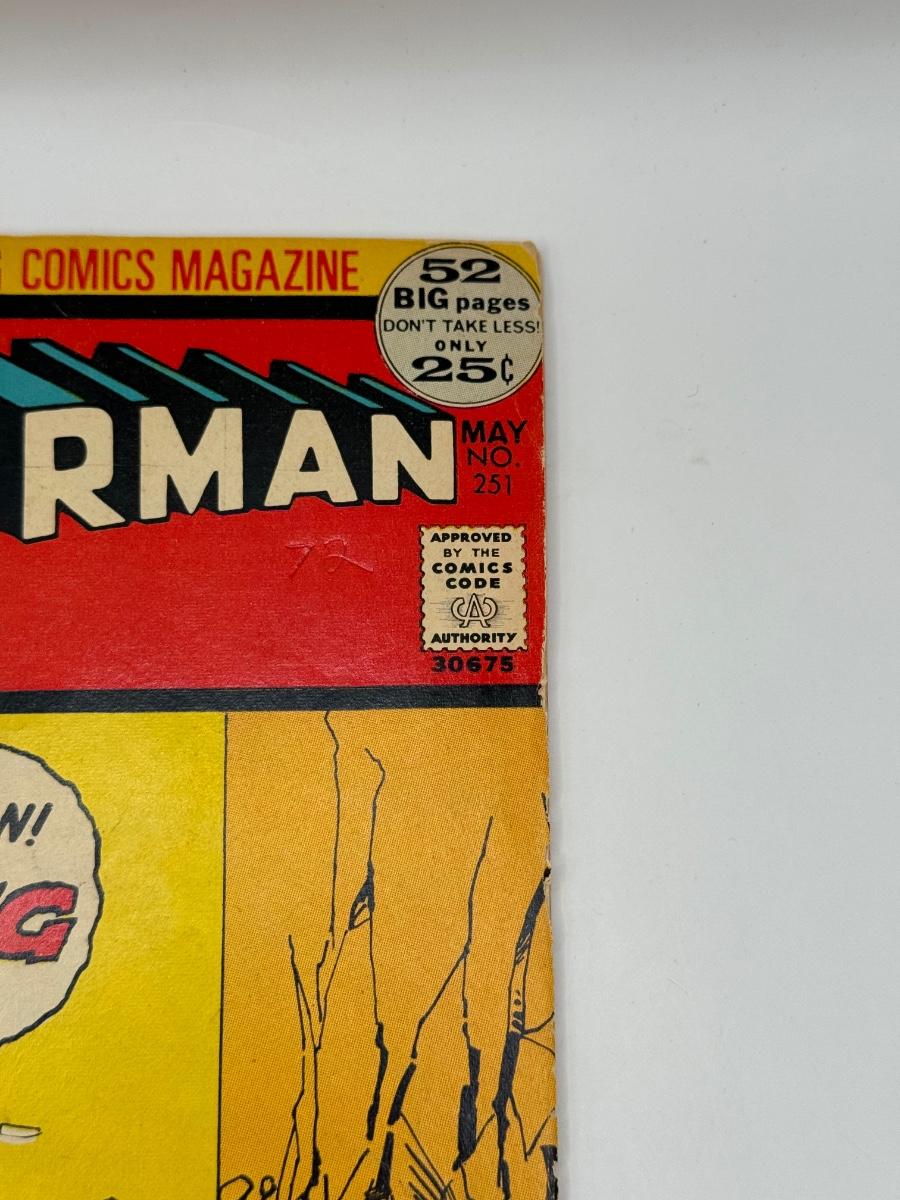 G COMICS MAGAZINE
52
BIG pages
DON'T TAKE LESS!
ONLY
25¢
RMAN
MAY
NO.
251
72
APPROVED
BY THE
COMICS
CODE
CA
AUTHORITY
30675
N!
G